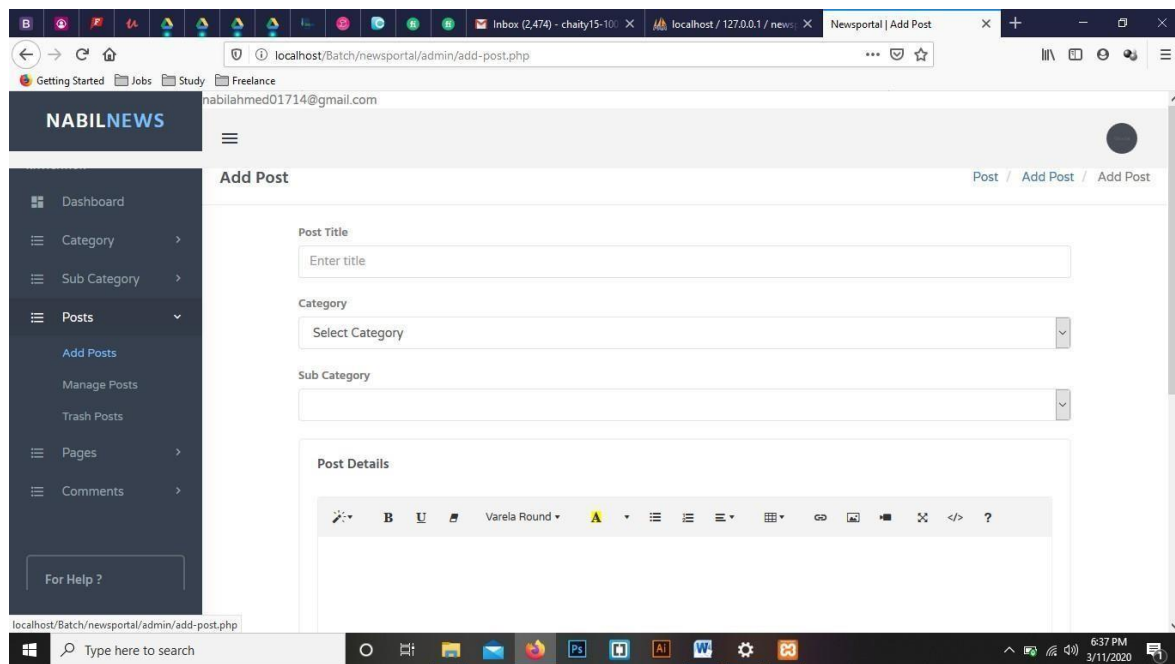 Inbox (2,474) - chaity15-100
localhost / 127.0.0.1 / news
Newsportal | Add Post
localhost/Batch/newsportal/admin/add-post.php
Getting Started Jobs Study Freelance
nabilahmed01714@gmail.com
NABILNEWS
Add Post
Post / Add Post / Add Post
Dashboard
Category
Sub Category
Posts
Add Posts
Manage Posts
Trash Posts
Pages
Comments
For Help ?
Post Title
Enter title
Category
Select Category
Sub Category
Post Details
B U Varela Round A </> ?
localhost/Batch/newsportal/admin/add-post.php
Type here to search
Ps Ai W
6:37 PM
3/11/2020